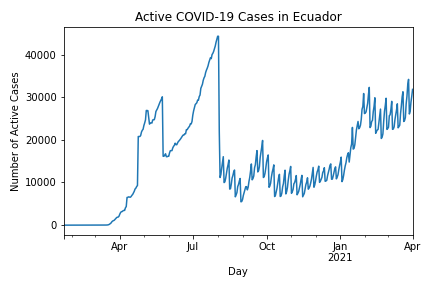 Active COVID-19 Cases in Ecuador
Number of Active Cases
40000
30000
20000
10000
0
Apr
Jul
Oct
Jan
2021
Apr
Day